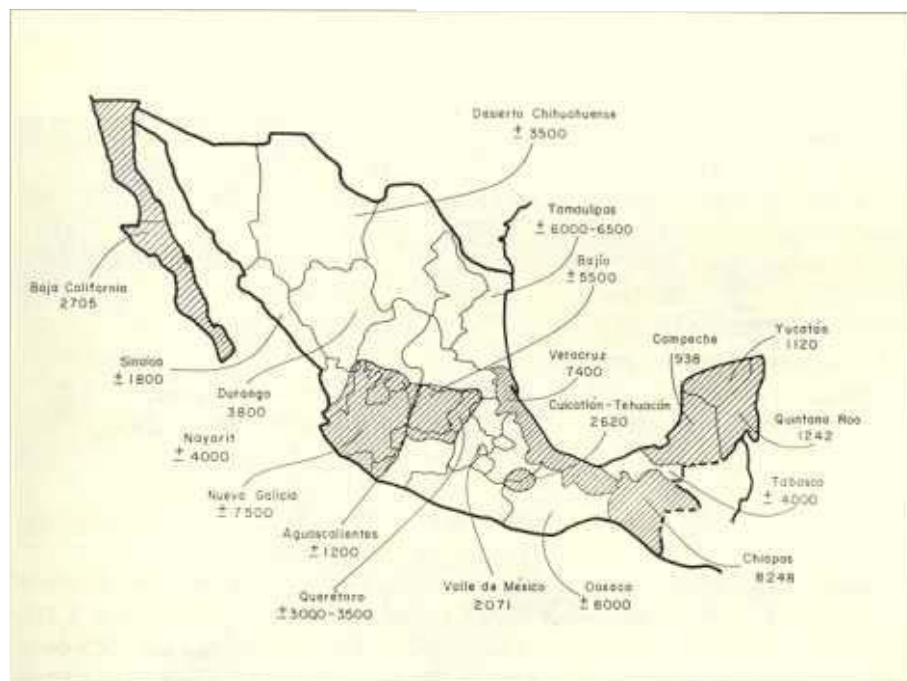 Desierto Chihuahuense
± 3500
Tamaulipas
± 6000-6500
Bajío
± 5500
Baja California
2705
Campeche
936
Yucatán
1120
Sinaloa
± 1800
Veracruz
7400
Durango
3800
Cuicatlán-Tehuacán
2620
Quintana Roo
1242
Nayarit
± 4000
Tabasco
± 4000
Nueva Galicia
± 7500
Aguascalientes
± 1200
Chiapas
8248
Querétaro
± 3000-3500
Valle de México
2071
Oaxaca
± 8000